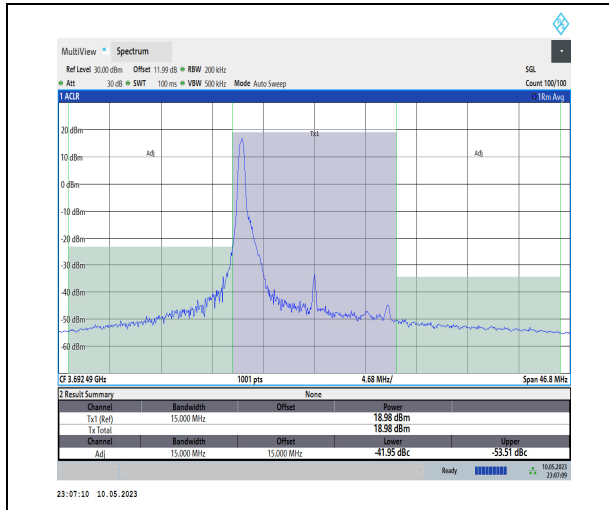 MultiView Spectrum
Ref Level 30.00 dBm Offset 11.99 dB RBW 200 kHz SGL
Att 30 dB SWT 100 ms VBW 500 kHz Mode Auto Sweep Count 100/100
1 ACLR 1Rm Avg
Tx1
20 dBm
Adj Adj
10 dBm
0 dBm
-10 dBm
-20 dBm
-30 dBm
-40 dBm
-50 dBm
-60 dBm
CF 3.692 49 GHz 1001 pts 4.68 MHz/ Span 46.8 MHz
2 Result Summary None
Channel Bandwidth Offset Power
Tx1 (Ref) 15.000 MHz 18.98 dBm
Tx Total 18.98 dBm
Channel Bandwidth Offset Lower Upper
Adj 15.000 MHz 15.000 MHz -41.95 dBc -53.51 dBc
Ready 10.05.2023
23:07:09
23:07:10 10.05.2023